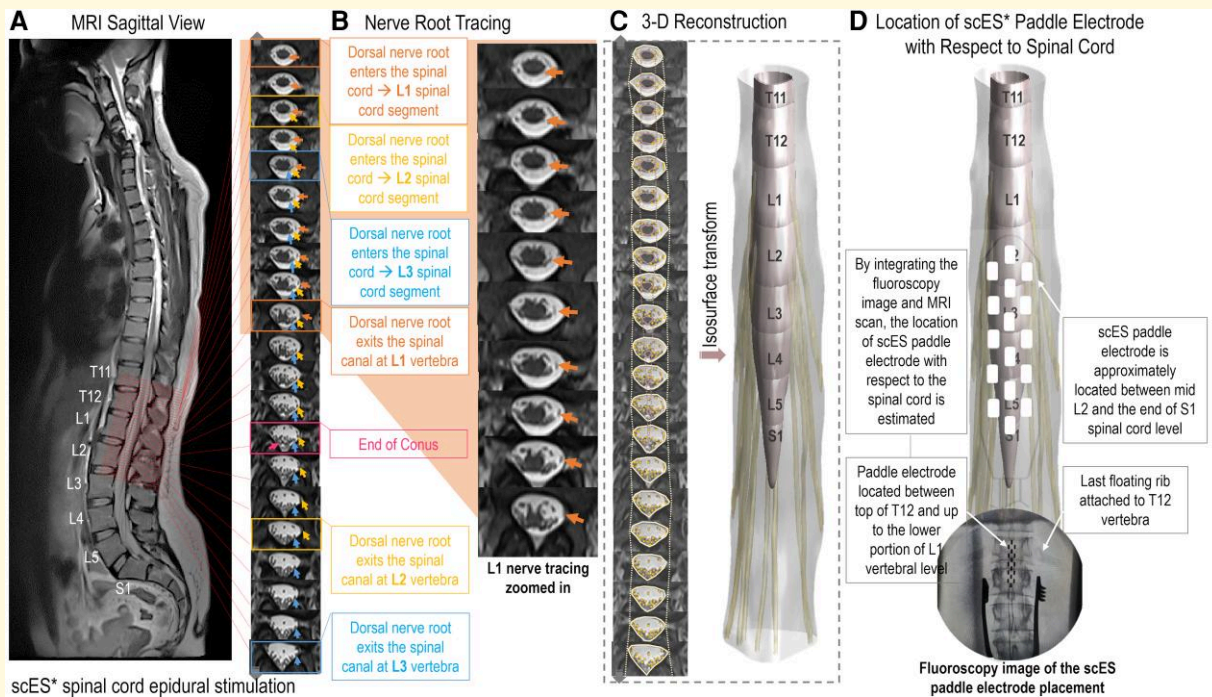 A
MRI Sagittal View
T11
T12
L1
L2
L3
L4
L5
S1
scES* spinal cord epidural stimulation
B
Nerve Root Tracing
Dorsal nerve root
enters the spinal
cord → L1 spinal
cord segment
Dorsal nerve root
enters the spinal
cord → L2 spinal
cord segment
Dorsal nerve root
enters the spinal
cord → L3 spinal
cord segment
Dorsal nerve root
exits the spinal
canal at L1 vertebra
End of Conus
Dorsal nerve root
exits the spinal
canal at L2 vertebra
Dorsal nerve root
exits the spinal
canal at L3 vertebra
L1 nerve tracing
zoomed in
C
3-D Reconstruction
Isosurface transform
T11
T12
L1
L2
L3
L4
L5
S1
D
Location of scES* Paddle Electrode
with Respect to Spinal Cord
T11
T12
L1
2
L3
4
L5
S1
By integrating the
fluoroscopy
image and MRI
scan, the location
of scES paddle
electrode with
respect to the
spinal cord is
estimated
scES paddle
electrode is
approximately
located between mid
L2 and the end of S1
spinal cord level
Paddle electrode
located between
top of T12 and up
to the lower
portion of L1
vertebral level
Last floating rib
attached to T12
vertebra
Fluoroscopy image of the scES
paddle electrode placement